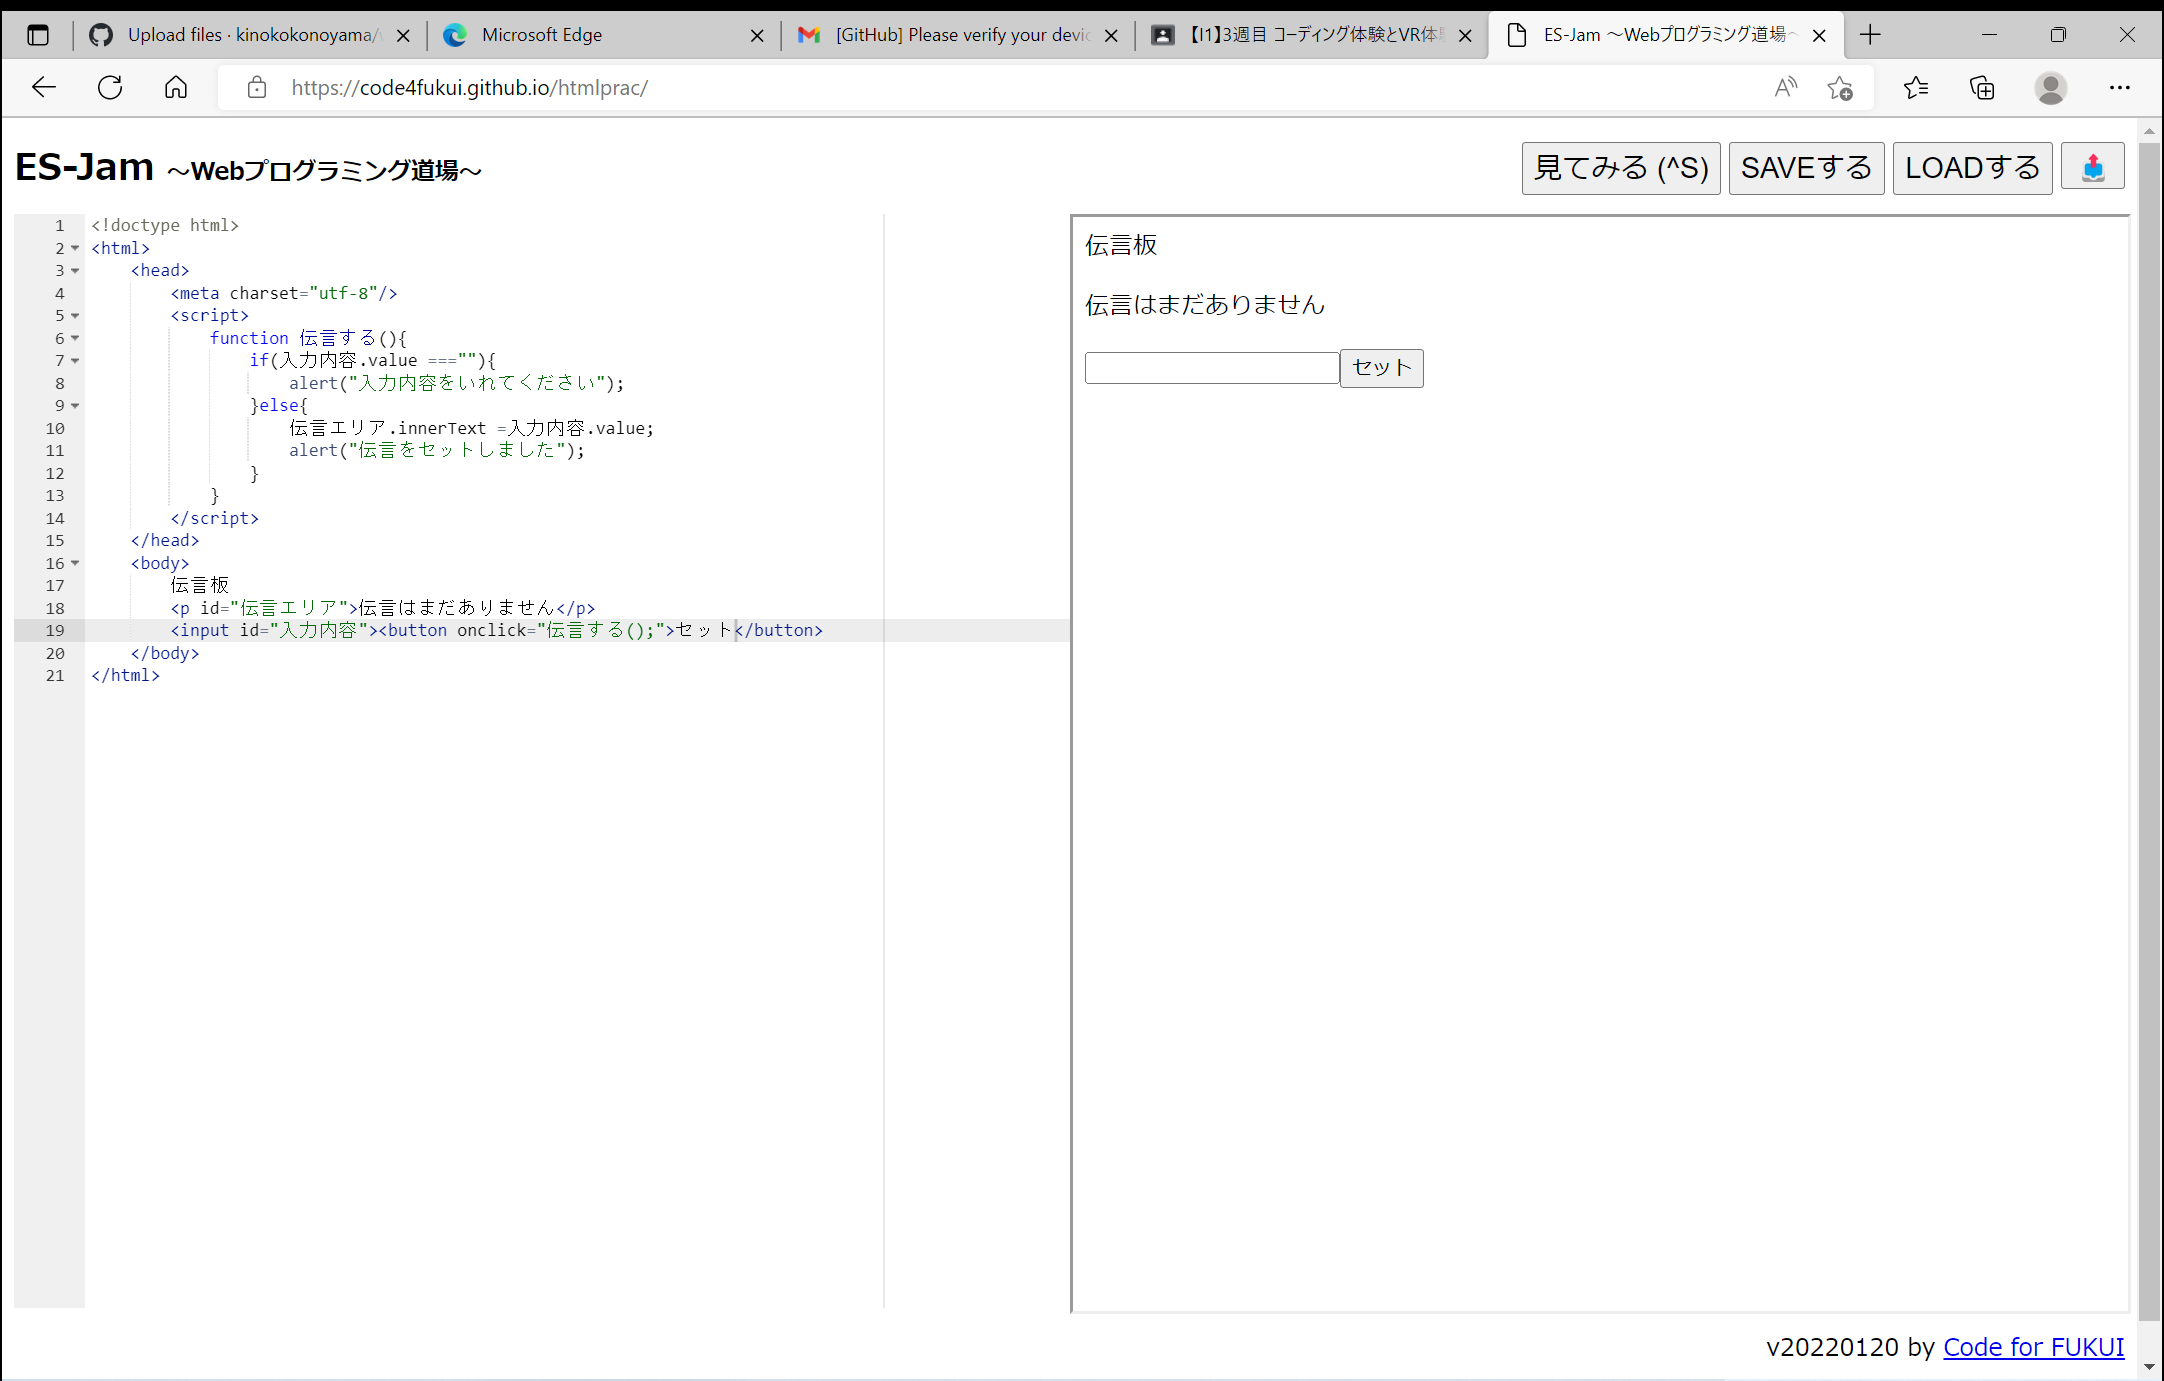 Upload files · kinokokonoyama/
Microsoft Edge
[GitHub] Please verify your devic
【I1】3週目 コーディング体験とVR体
ES-Jam ～Webプログラミング道場～
https://code4fukui.github.io/htmlprac/
ES-Jam ～Webプログラミング道場～
見てみる (^S)
SAVEする
LOADする
1 <!doctype html>
2 <html>
3 <head>
4 <meta charset="utf-8"/>
5 <script>
6 function 伝言する(){
7 if(入力内容.value ===""){
8 alert("入力内容をいれてください");
9 }else{
10 伝言エリア.innerText =入力内容.value;
11 alert("伝言をセットしました");
12 }
13 }
14 </script>
15 </head>
16 <body>
17 伝言板
18 <p id="伝言エリア">伝言はまだありません</p>
19 <input id="入力内容"><button onclick="伝言する();">セット</button>
20 </body>
21 </html>
伝言板
伝言はまだありません
セット
v20220120 by Code for FUKUI